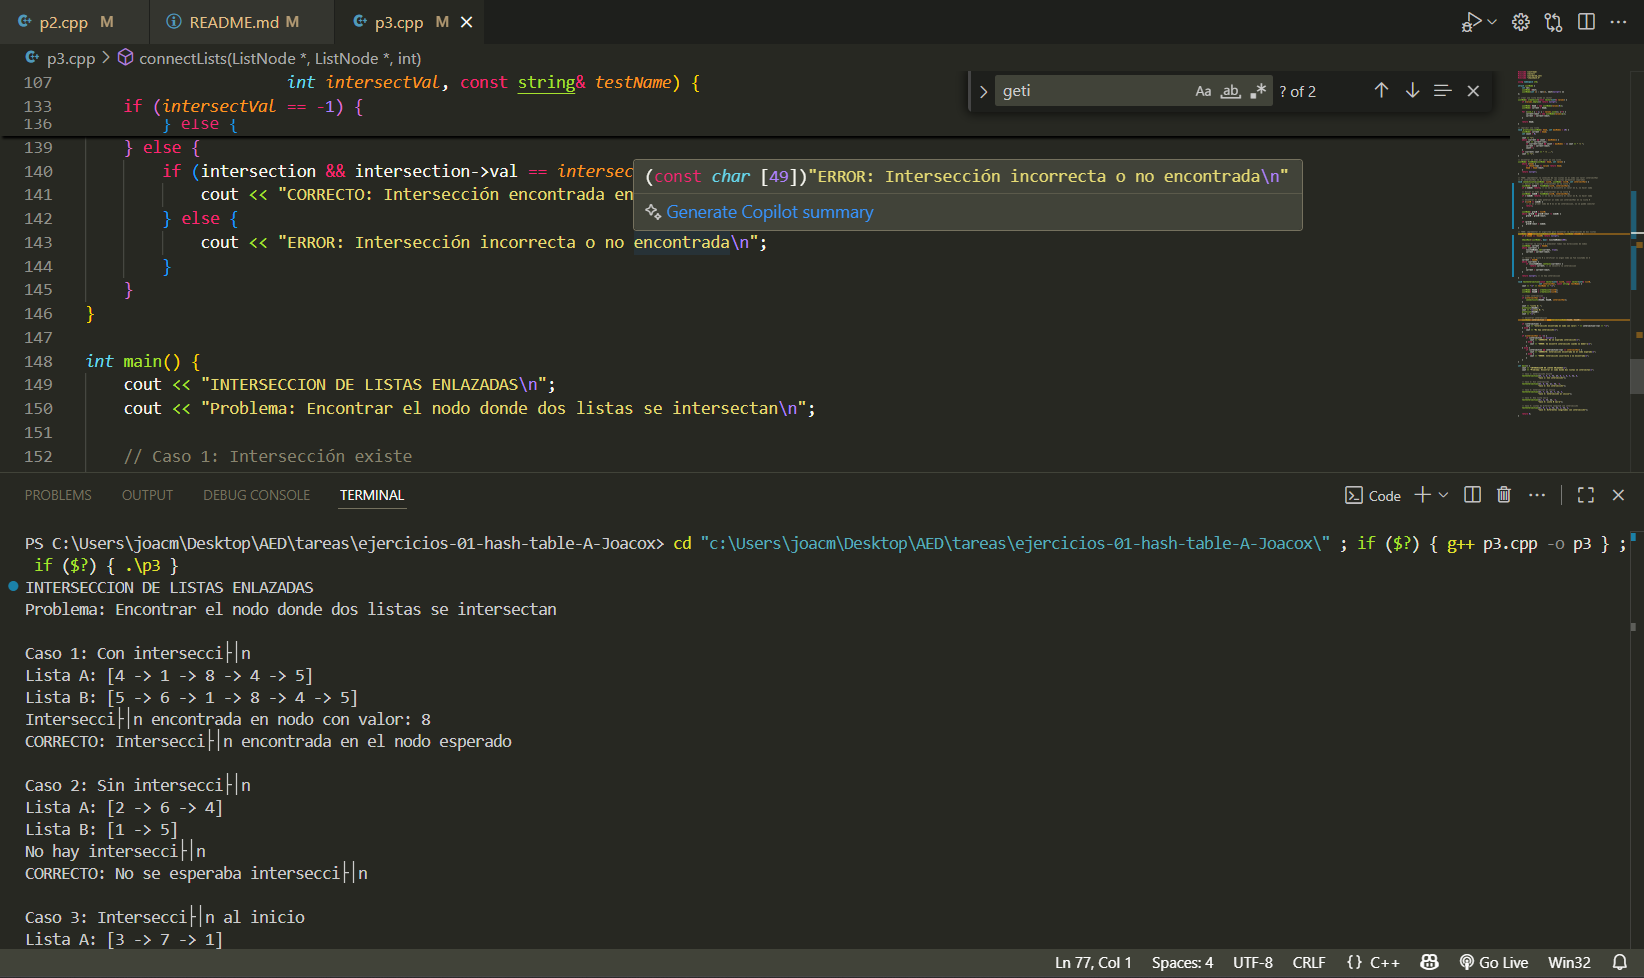 p2.cpp M README.md M p3.cpp M
p3.cpp > connectLists(ListNode *, ListNode *, int)
geti Aa ab .* ? of 2
107 int intersectVal, const string& testName) {
133 if (intersectVal == -1) {
136 } else {
139 } else {
140 if (intersection && intersection->val == intersec
141 cout << "CORRECTO: Intersección encontrada en
142 } else {
143 cout << "ERROR: Intersección incorrecta o no encontrada\n";
144 }
145 }
146 }
147
148 int main() {
149 cout << "INTERSECCION DE LISTAS ENLAZADAS\n";
150 cout << "Problema: Encontrar el nodo donde dos listas se intersectan\n";
151
152 // Caso 1: Intersección existe
(const char [49])"ERROR: Intersección incorrecta o no encontrada\n"
Generate Copilot summary
PROBLEMS OUTPUT DEBUG CONSOLE TERMINAL Code
PS C:\Users\joacm\Desktop\AED\tareas\ejercicios-01-hash-table-A-Joacox> cd "c:\Users\joacm\Desktop\AED\tareas\ejercicios-01-hash-table-A-Joacox\" ; if ($?) { g++ p3.cpp -o p3 } ;
if ($?) { .\p3 }
INTERSECCION DE LISTAS ENLAZADAS
Problema: Encontrar el nodo donde dos listas se intersectan
Caso 1: Con intersecci├│n
Lista A: [4 -> 1 -> 8 -> 4 -> 5]
Lista B: [5 -> 6 -> 1 -> 8 -> 4 -> 5]
Intersecci├│n encontrada en nodo con valor: 8
CORRECTO: Intersecci├│n encontrada en el nodo esperado
Caso 2: Sin intersecci├│n
Lista A: [2 -> 6 -> 4]
Lista B: [1 -> 5]
No hay intersecci├│n
CORRECTO: No se esperaba intersecci├│n
Caso 3: Intersecci├│n al inicio
Lista A: [3 -> 7 -> 1]
Ln 77, Col 1 Spaces: 4 UTF-8 CRLF {} C++ Go Live Win32